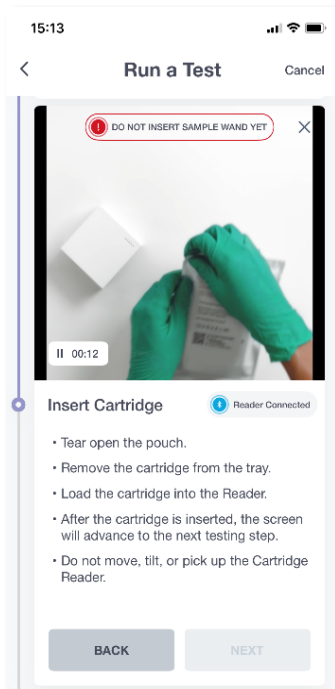 15:13
Run a Test
Cancel
! DO NOT INSERT SAMPLE WAND YET
00:12
Insert Cartridge
Reader Connected
• Tear open the pouch.
• Remove the cartridge from the tray.
• Load the cartridge into the Reader.
• After the cartridge is inserted, the screen
will advance to the next testing step.
• Do not move, tilt, or pick up the Cartridge
Reader.
BACK
NEXT